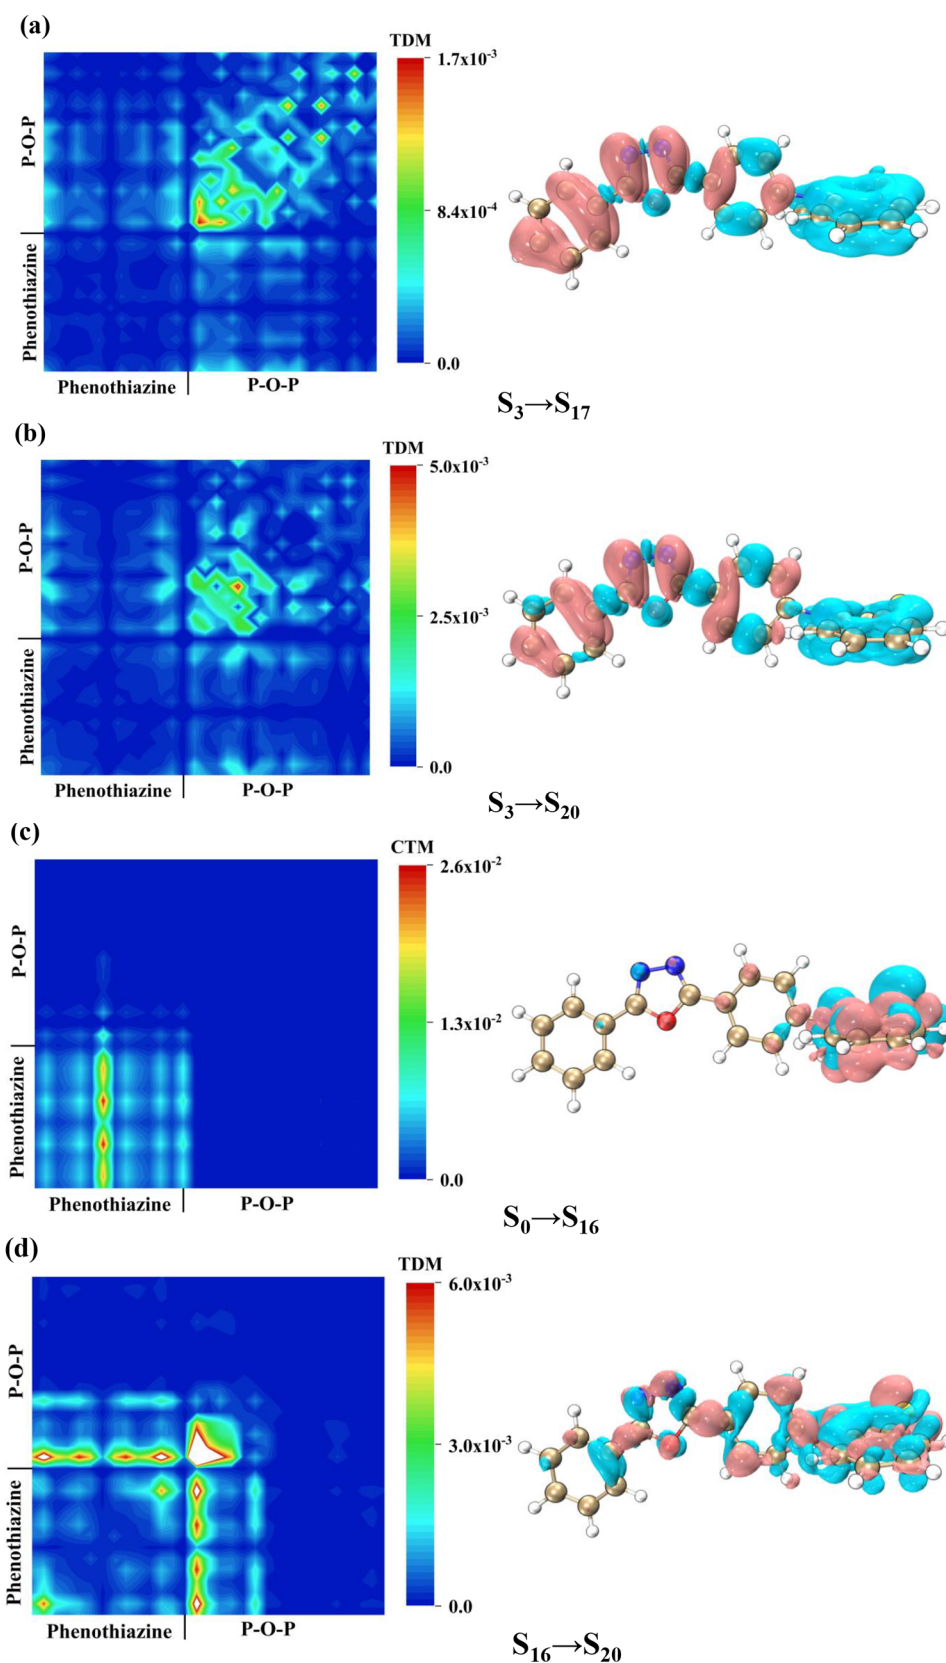 (a)
TDM
1.7x10⁻³
P-O-P
8.4x10⁻⁴
Phenothiazine
0.0
Phenothiazine | P-O-P
S₃→S₁₇
(b)
TDM
5.0x10⁻³
P-O-P
2.5x10⁻³
Phenothiazine
0.0
Phenothiazine | P-O-P
S₃→S₂₀
(c)
CTM
2.6x10⁻²
P-O-P
1.3x10⁻²
Phenothiazine
0.0
Phenothiazine | P-O-P
S₀→S₁₆
(d)
TDM
6.0x10⁻³
P-O-P
3.0x10⁻³
Phenothiazine
0.0
Phenothiazine | P-O-P
S₁₆→S₂₀